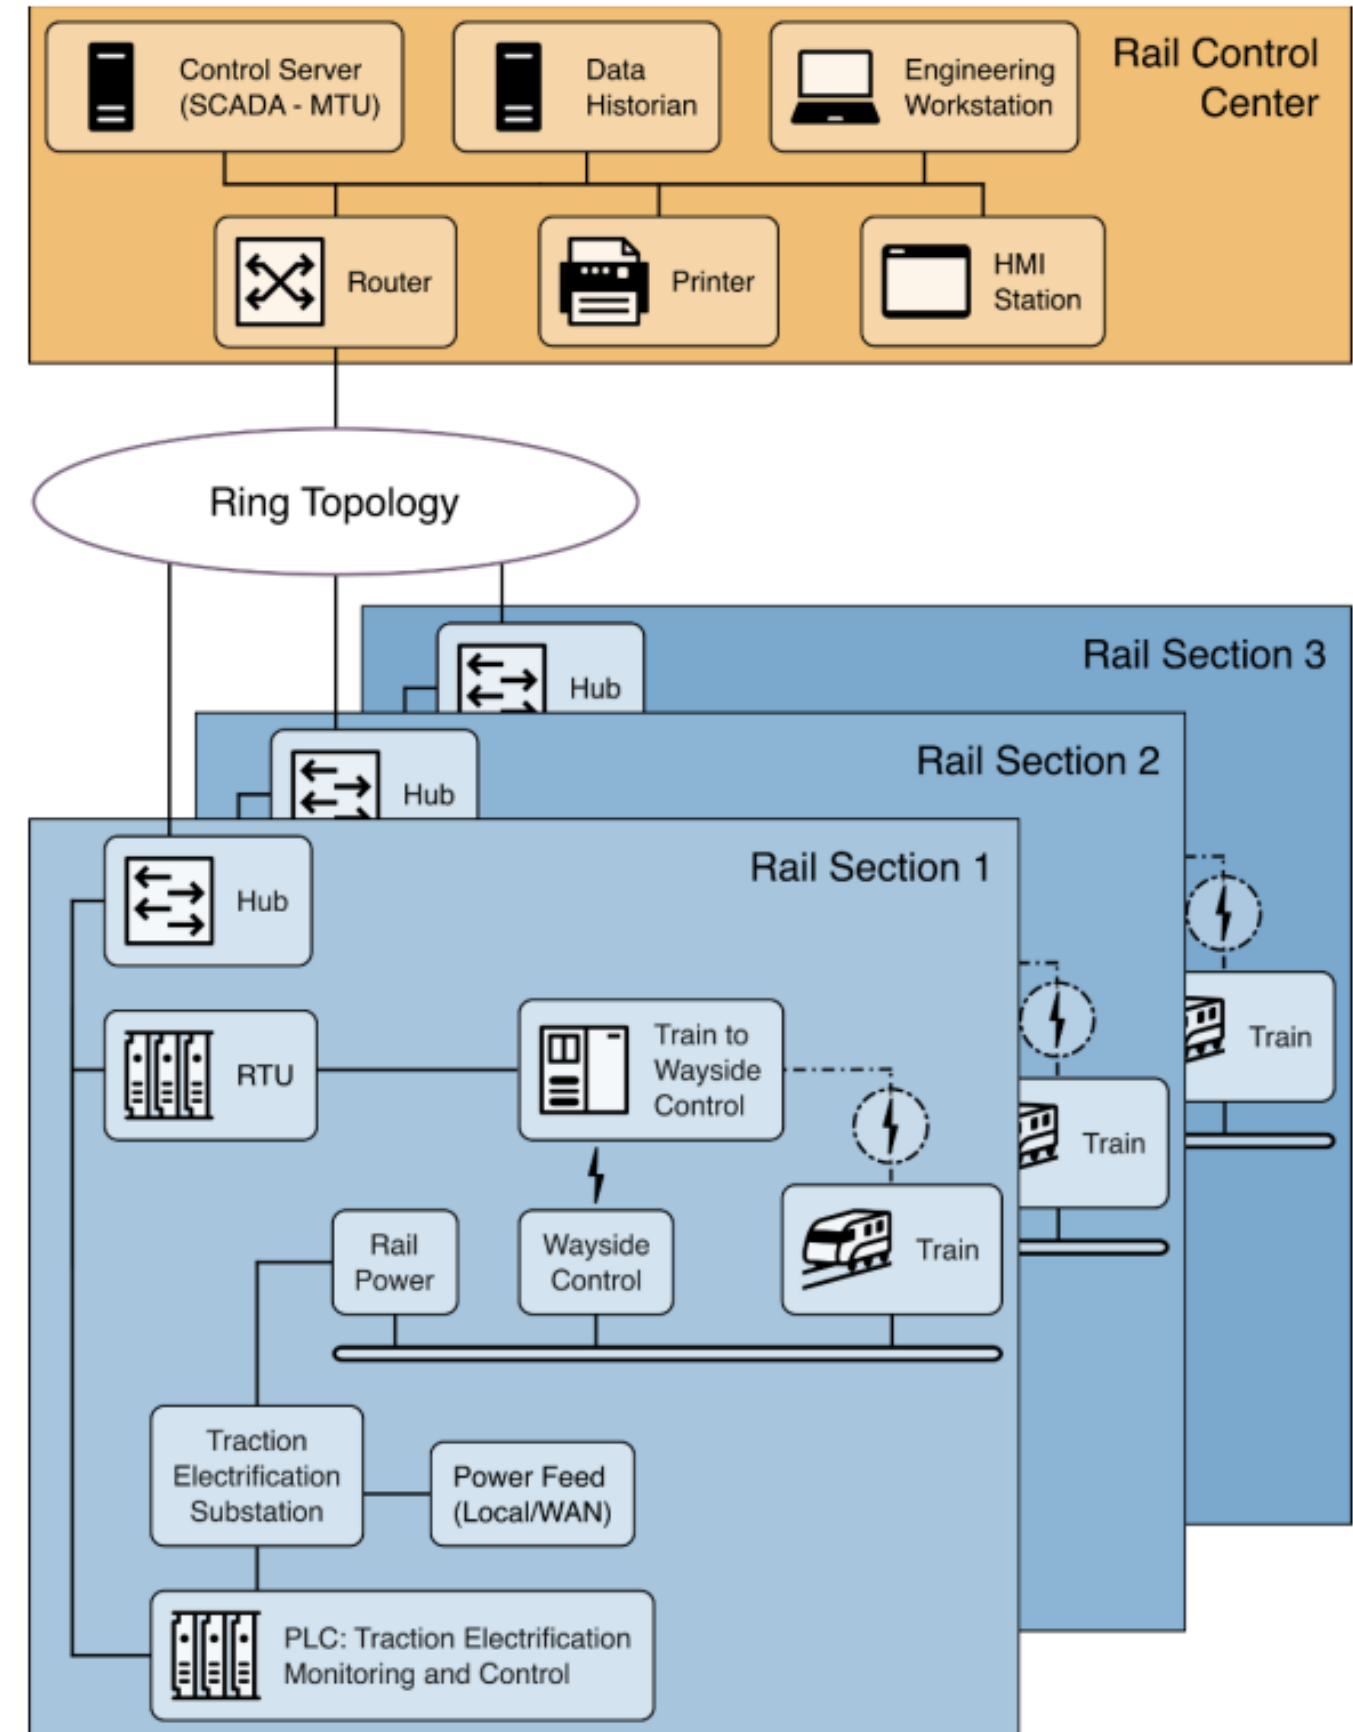 Control Server
(SCADA - MTU)
Data
Historian
Engineering
Workstation
Rail Control
Center
Router
Printer
HMI
Station
Ring Topology
Rail Section 3
Hub
Rail Section 2
Hub
Rail Section 1
Hub
RTU
Train to
Wayside
Control
Train
Train
Rail
Power
Wayside
Control
Train
Traction
Electrification
Substation
Power Feed
(Local/WAN)
PLC: Traction Electrification
Monitoring and Control